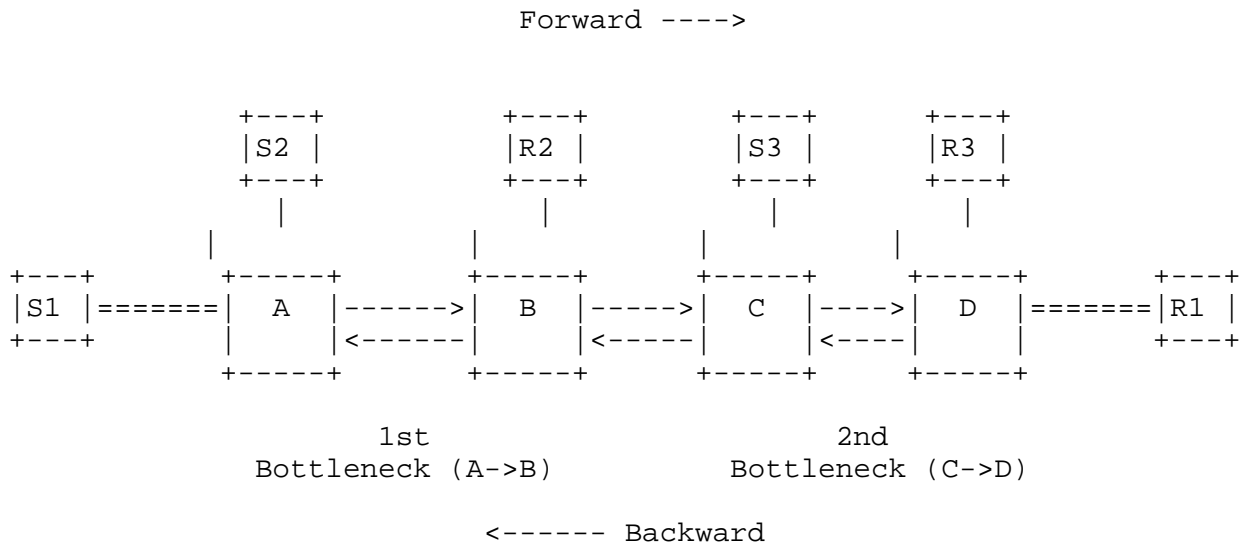 Forward ---->
+---+ +---+ +---+ +---+
|S2 | |R2 | |S3 | |R3 |
+---+ +---+ +---+ +---+
| | | |
| | | |
+---+ +-----+ +-----+ +-----+ +-----+ +---+
|S1 |=======| A |------>| B |----->| C |---->| D |=======|R1 |
+---+ | |<------| |<-----| |<----| | +---+
+-----+ +-----+ +-----+ +-----+
1st 2nd
Bottleneck (A->B) Bottleneck (C->D)
<------ Backward